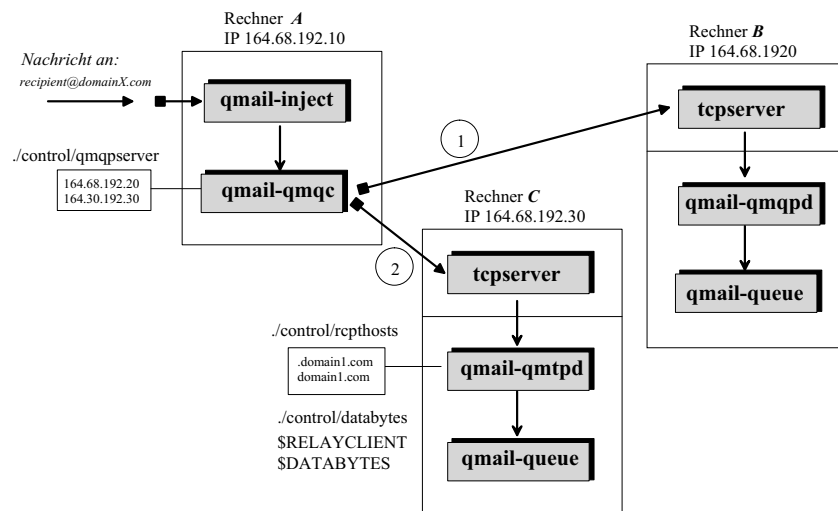 Rechner A
IP 164.68.192.10
Nachricht an:
recipient@domainX.com
qmail-inject
./control/qmqpserver
164.68.192.20
164.30.192.30
qmail-qmqc
1
2
Rechner B
IP 164.68.1920
tcpserver
qmail-qmqpd
qmail-queue
Rechner C
IP 164.68.192.30
tcpserver
./control/rcpthosts
.domain1.com
domain1.com
qmail-qmtpd
./control/databytes
$RELAYCLIENT
$DATABYTES
qmail-queue